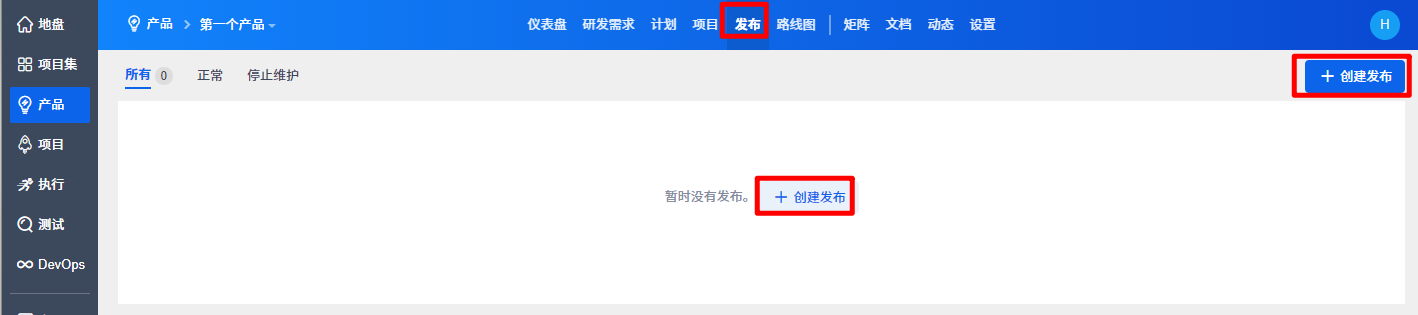 地盘
项目集
产品
项目
执行
测试
DevOps
产品 第一个产品
仪表盘 研发需求 计划 项目 发布 路线图 矩阵 文档 动态 设置
H
所有 0 正常 停止维护
创建发布
暂时没有发布。 创建发布